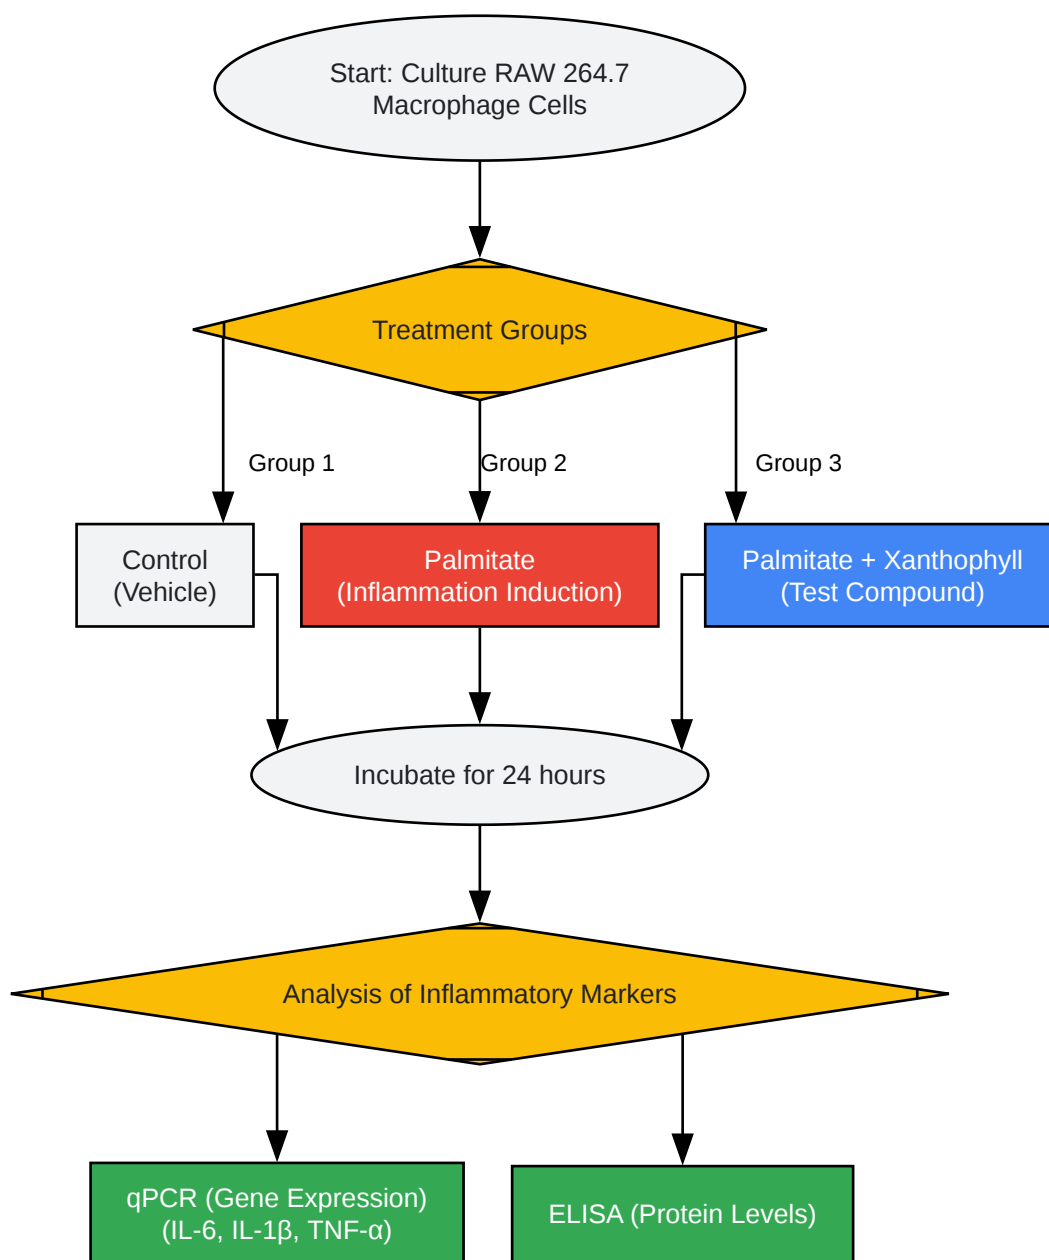 Start: Culture RAW 264.7
Macrophage Cells
Treatment Groups
Group 1
Group 2
Group 3
Control
(Vehicle)
Palmitate
(Inflammation Induction)
Palmitate + Xanthophyll
(Test Compound)
Incubate for 24 hours
Analysis of Inflammatory Markers
qPCR (Gene Expression)
(IL-6, IL-1β, TNF-α)
ELISA (Protein Levels)